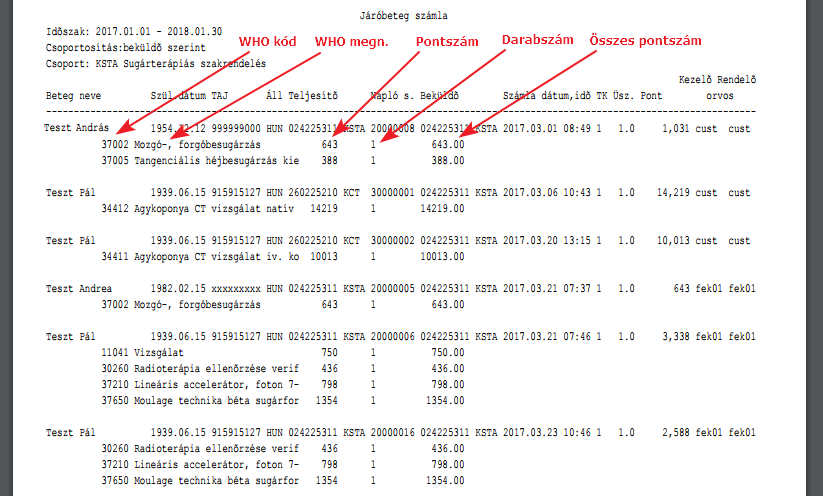 Járóbeteg számla
Időszak: 2017.01.01 - 2018.01.30
Csoportosítás:beküldő szerint
Csoport: KSTA Sugárterápiás szakrendelés
WHO kód WHO megn. Pontszám Darabszám Összes pontszám
Kezelő Rendelő
Beteg neve Szül.dátum TAJ Áll Teljesítő Napló s. Beküldő Számla dátum,idő TK Üsz. Pont orvos
Teszt András 1954.12.12 999999000 HUN 024225311 KSTA 20000008 024225311 KSTA 2017.03.01 08:49 1 1.0 1,031 cust cust
37002 Mozgó-, forgóbesugárzás 643 1 643.00
37005 Tangenciális héjbesugárzás kie 388 1 388.00
Teszt Pál 1939.06.15 915915127 HUN 260225210 KCT 30000001 024225311 KSTA 2017.03.06 10:43 1 1.0 14,219 cust cust
34412 Agykoponya CT vizsgálat natív 14219 1 14219.00
Teszt Pál 1939.06.15 915915127 HUN 260225210 KCT 30000002 024225311 KSTA 2017.03.20 13:15 1 1.0 10,013 cust cust
34411 Agykoponya CT vizsgálat iv. ko 10013 1 10013.00
Teszt Andrea 1982.02.15 xxxxxxxxx HUN 024225311 KSTA 20000005 024225311 KSTA 2017.03.21 07:37 1 1.0 643 fek01 fek01
37002 Mozgó-, forgóbesugárzás 643 1 643.00
Teszt Pál 1939.06.15 915915127 HUN 024225311 KSTA 20000006 024225311 KSTA 2017.03.21 07:46 1 1.0 3,338 fek01 fek01
11041 Vizsgálat 750 1 750.00
30260 Radioterápia ellenőrzése verif 436 1 436.00
37210 Lineáris accelerátor, foton 7- 798 1 798.00
37650 Moulage technika béta sugárfor 1354 1 1354.00
Teszt Pál 1939.06.15 915915127 HUN 024225311 KSTA 20000016 024225311 KSTA 2017.03.23 10:46 1 1.0 2,588 fek01 fek01
30260 Radioterápia ellenőrzése verif 436 1 436.00
37210 Lineáris accelerátor, foton 7- 798 1 798.00
37650 Moulage technika béta sugárfor 1354 1 1354.00